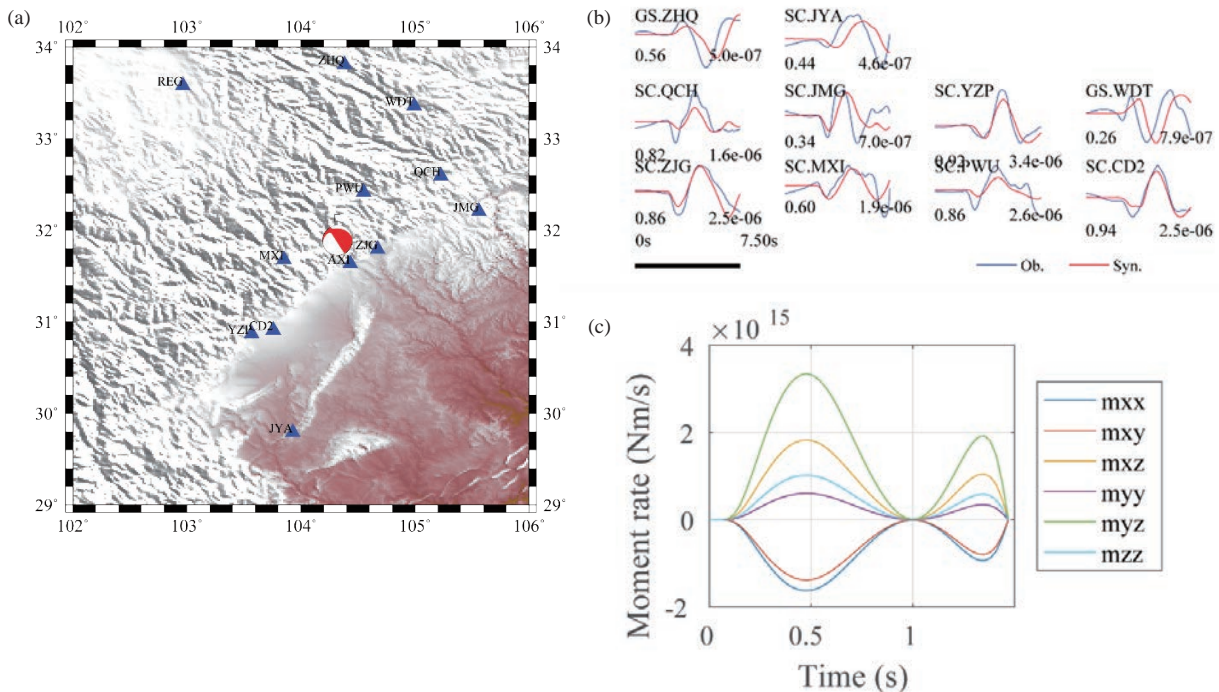 (a)
102° 103° 104° 105° 106°
34° 34°
33° 33°
32° 32°
31° 31°
30° 30°
29° 29°
102° 103° 104° 105° 106°
ZHQ
REG
WDT
QCH
PWU
JMG
ZJG
MXI
AXI
YZP
CD2
JYA
(b)
GS.ZHQ SC.JYA
0.56 5.0e-07 0.44 4.6e-07
SC.QCH SC.JMG SC.YZP GS.WDT
0.82 1.6e-06 0.34 7.0e-07 0.92 3.4e-06 0.26 7.9e-07
SC.ZJG SC.MXI SC.PWU SC.CD2
0.86 2.5e-06 0.60 1.9e-06 0.86 2.6e-06 0.94 2.5e-06
0s 7.50s
Ob. Syn.
(c)
×10 15
4
2
0
-2
Moment rate (Nm/s)
0 0.5 1
Time (s)
mxx
mxy
mxz
myy
myz
mzz